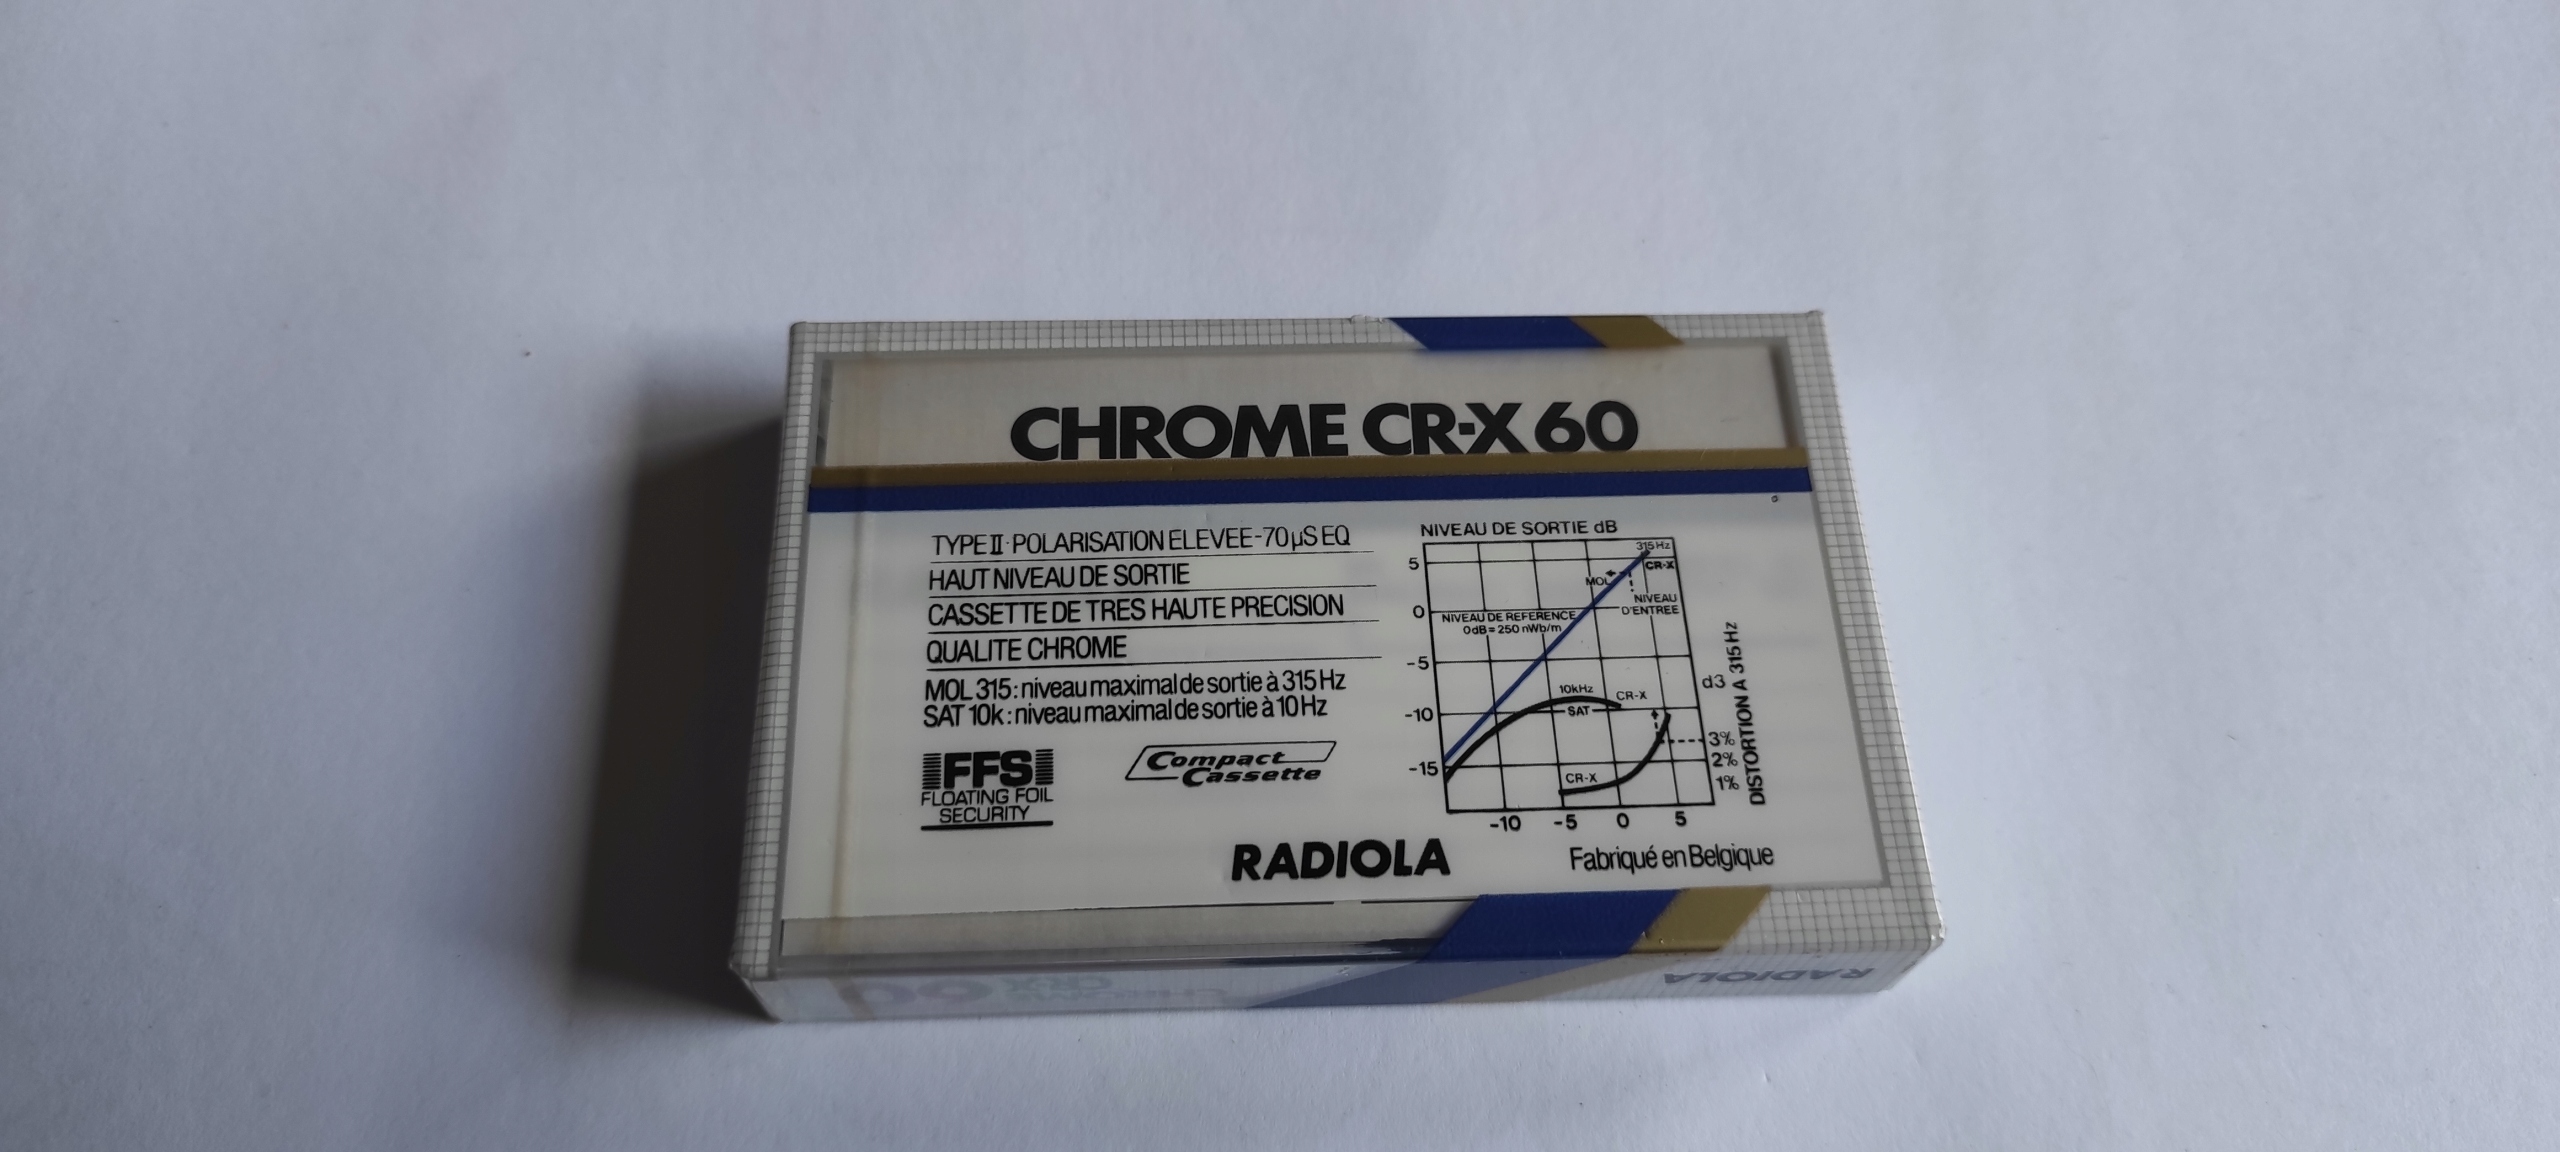 CHROME CR-X 60
TYPE II · POLARISATION ELEVEE - 70 µS EQ
HAUT NIVEAU DE SORTIE
CASSETTE DE TRES HAUTE PRECISION
QUALITE CHROME
MOL 315 : niveau maximal de sortie à 315 Hz
SAT 10k : niveau maximal de sortie à 10 Hz
FFS
FLOATING FOIL
SECURITY
Compact
Cassette
NIVEAU DE SORTIE dB
315 Hz
5
CR-X
MOL
NIVEAU
D'ENTREE
0
NIVEAU DE REFERENCE
0dB = 250 nWb/m
-5
d3
DISTORTION A 315 Hz
10kHz
CR-X
-10
SAT
3%
2%
-15
CR-X
1%
-10 -5 0 5
RADIOLA
Fabriqué en Belgique
RADIOLA
60